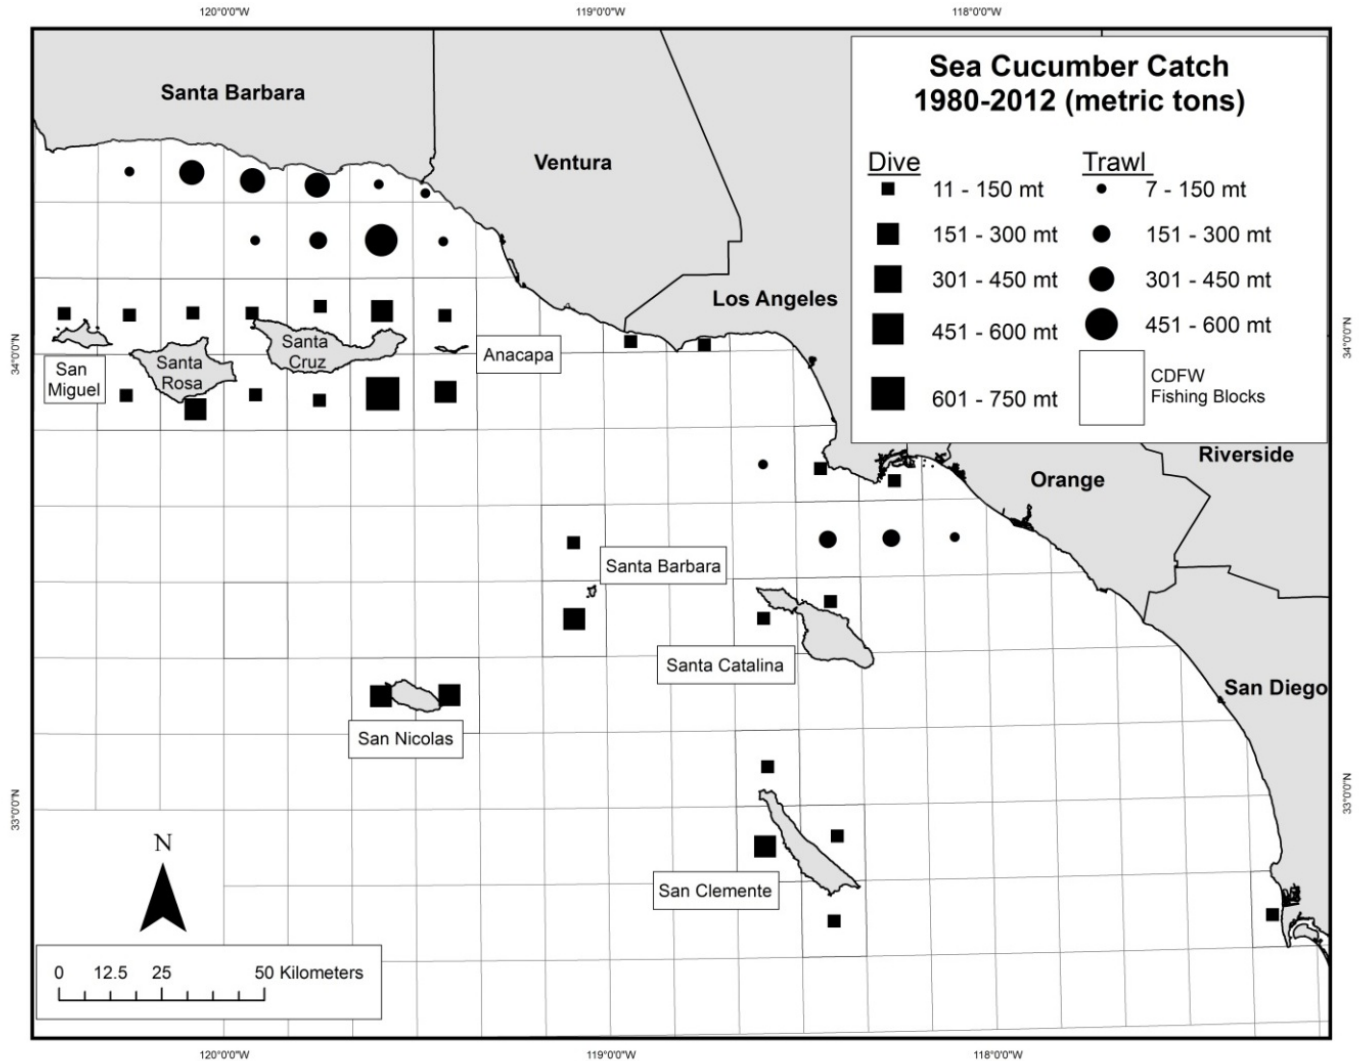 120°0'0"W 119°0'0"W 118°0'0"W
Sea Cucumber Catch
1980-2012 (metric tons)
Dive Trawl
11 - 150 mt 7 - 150 mt
151 - 300 mt 151 - 300 mt
301 - 450 mt 301 - 450 mt
451 - 600 mt 451 - 600 mt
601 - 750 mt
CDFW
Fishing Blocks
Santa Barbara
Ventura
Los Angeles
Riverside
Orange
San Diego
34°0'0"N 34°0'0"N
San
Miguel
Santa
Rosa
Santa
Cruz
Anacapa
Santa Barbara
Santa Catalina
San Nicolas
San Clemente
33°0'0"N 33°0'0"N
N
0 12.5 25 50 Kilometers
120°0'0"W 119°0'0"W 118°0'0"W